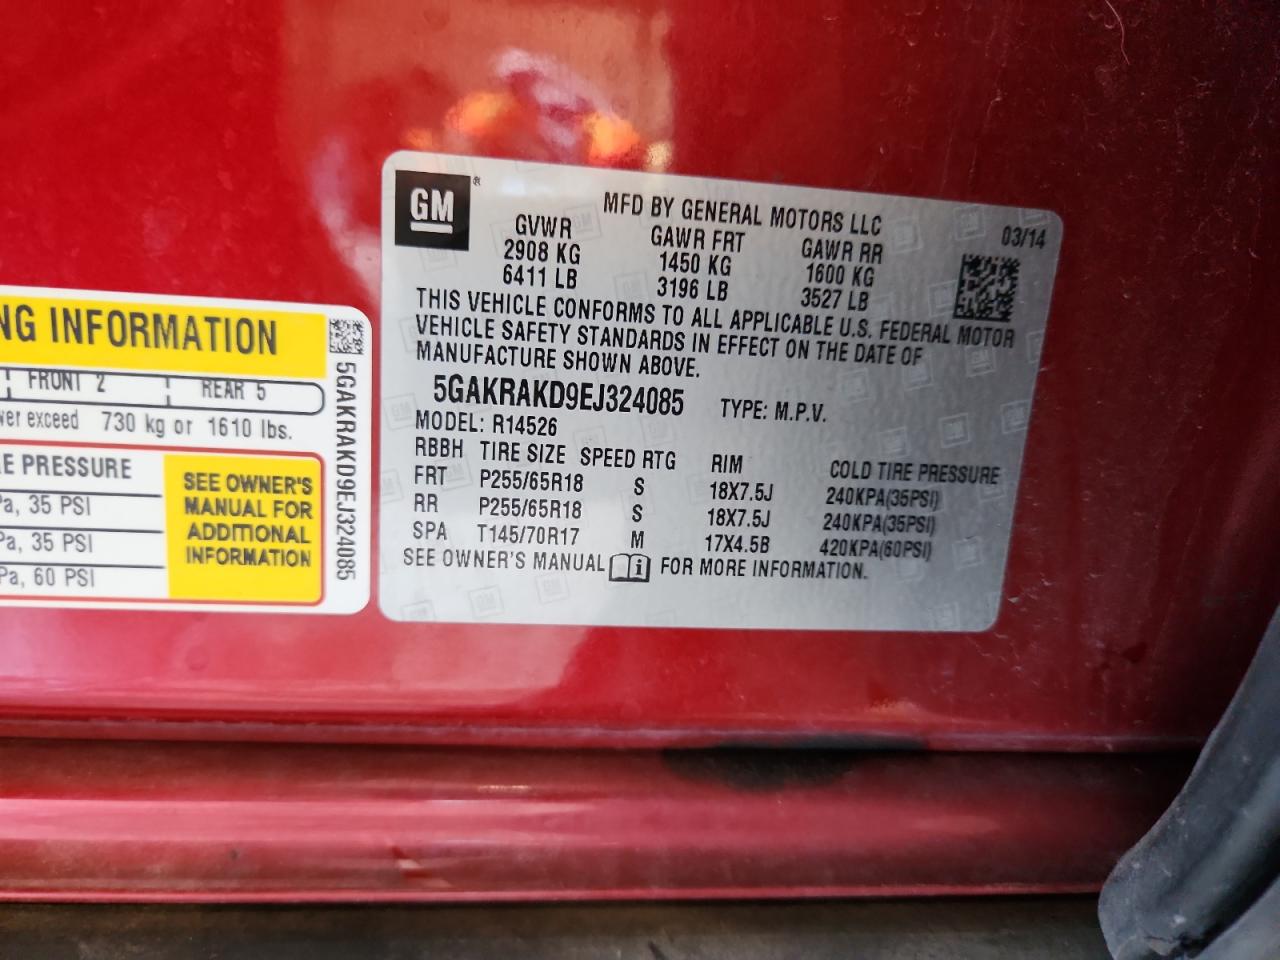 NG INFORMATION
FRONT 2 REAR 5
ver exceed 730 kg or 1610 lbs.
E PRESSURE
Pa, 35 PSI
Pa, 35 PSI
Pa, 60 PSI
SEE OWNER'S
MANUAL FOR
ADDITIONAL
INFORMATION
5GAKRAKD9EJ324085
GM ®
MFD BY GENERAL MOTORS LLC
03/14
GVWR GAWR FRT GAWR RR
2908 KG 1450 KG 1600 KG
6411 LB 3196 LB 3527 LB
THIS VEHICLE CONFORMS TO ALL APPLICABLE U.S. FEDERAL MOTOR
VEHICLE SAFETY STANDARDS IN EFFECT ON THE DATE OF
MANUFACTURE SHOWN ABOVE.
5GAKRAKD9EJ324085 TYPE: M.P.V.
MODEL: R14526
RBBH TIRE SIZE SPEED RTG RIM COLD TIRE PRESSURE
FRT P255/65R18 S 18X7.5J 240KPA(35PSI)
RR P255/65R18 S 18X7.5J 240KPA(35PSI)
SPA T145/70R17 M 17X4.5B 420KPA(60PSI)
SEE OWNER'S MANUAL i FOR MORE INFORMATION.